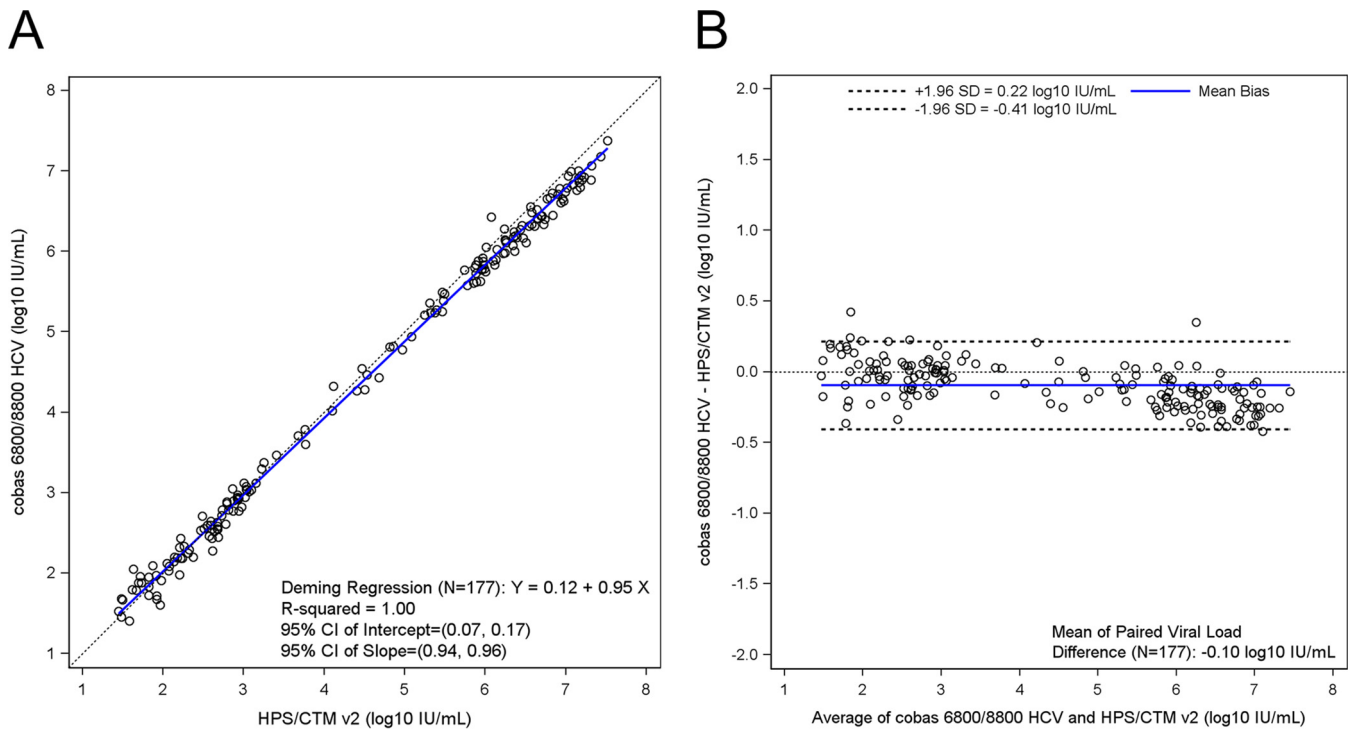 A
8
7
6
5
4
3
2
1
cobas 6800/8800 HCV (log10 IU/mL)
Deming Regression (N=177): Y = 0.12 + 0.95 X
R-squared = 1.00
95% CI of Intercept=(0.07, 0.17)
95% CI of Slope=(0.94, 0.96)
1 2 3 4 5 6 7 8
HPS/CTM v2 (log10 IU/mL)
B
+1.96 SD = 0.22 log10 IU/mL Mean Bias
-1.96 SD = -0.41 log10 IU/mL
2.0
1.5
1.0
0.5
0.0
-0.5
-1.0
-1.5
-2.0
cobas 6800/8800 HCV - HPS/CTM v2 (log10 IU/mL)
Mean of Paired Viral Load
Difference (N=177): -0.10 log10 IU/mL
1 2 3 4 5 6 7 8
Average of cobas 6800/8800 HCV and HPS/CTM v2 (log10 IU/mL)